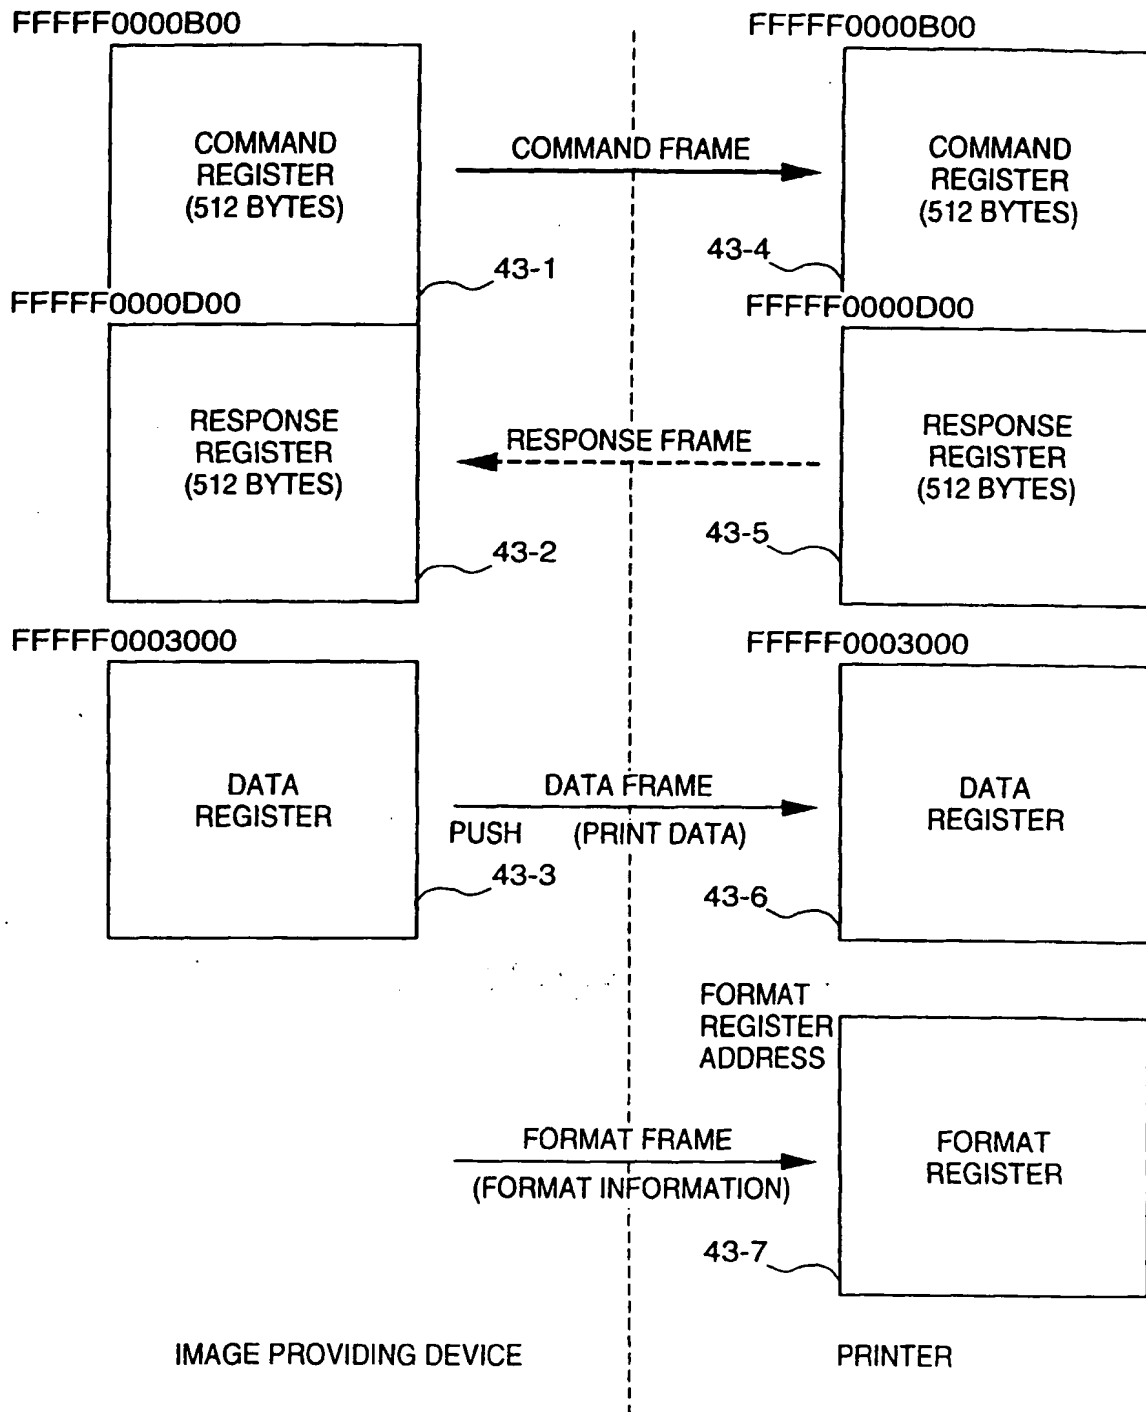 FFFFF0000B00
FFFFF0000B00
COMMAND
REGISTER
(512 BYTES)
COMMAND FRAME
COMMAND
REGISTER
(512 BYTES)
43-1
43-4
FFFFF0000D00
FFFFF0000D00
RESPONSE
REGISTER
(512 BYTES)
RESPONSE FRAME
RESPONSE
REGISTER
(512 BYTES)
43-2
43-5
FFFFF0003000
FFFFF0003000
DATA
REGISTER
DATA FRAME
PUSH (PRINT DATA)
DATA
REGISTER
43-3
43-6
FORMAT
REGISTER
ADDRESS
FORMAT FRAME
(FORMAT INFORMATION)
FORMAT
REGISTER
43-7
IMAGE PROVIDING DEVICE
PRINTER